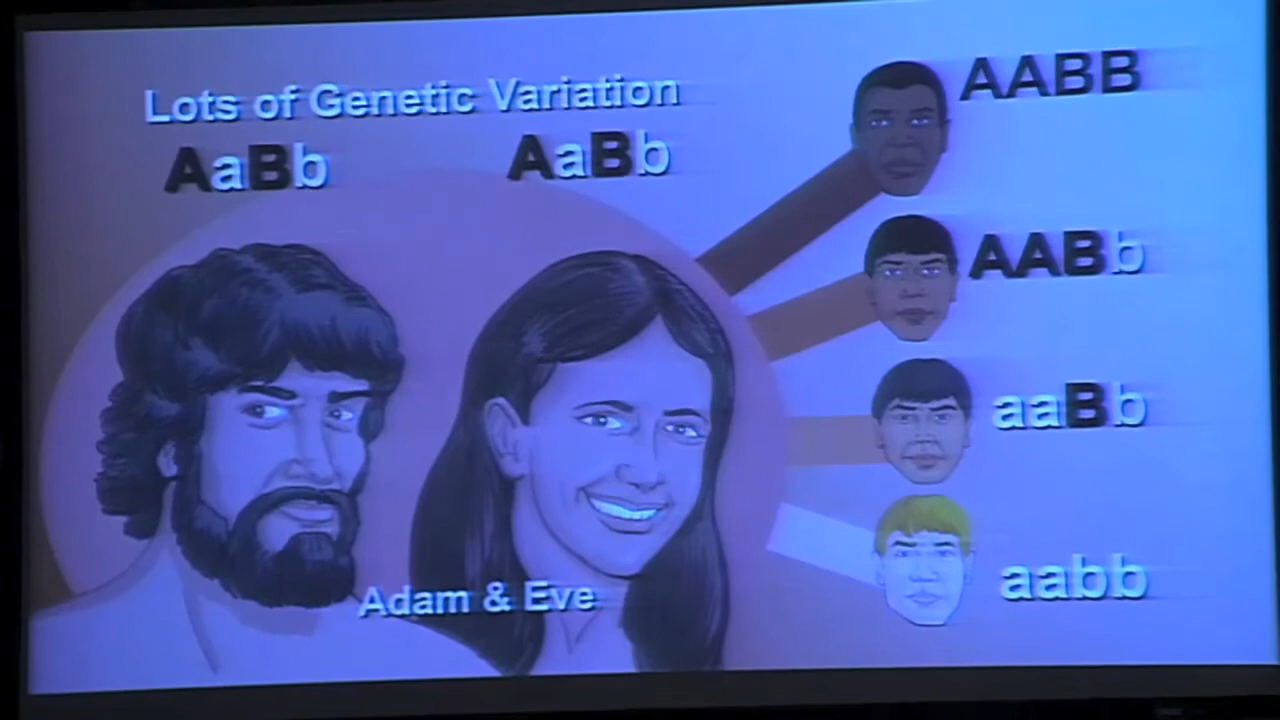 Lots of Genetic Variation
AaBb AaBb
Adam & Eve
AABB
AABb
aaBb
aabb